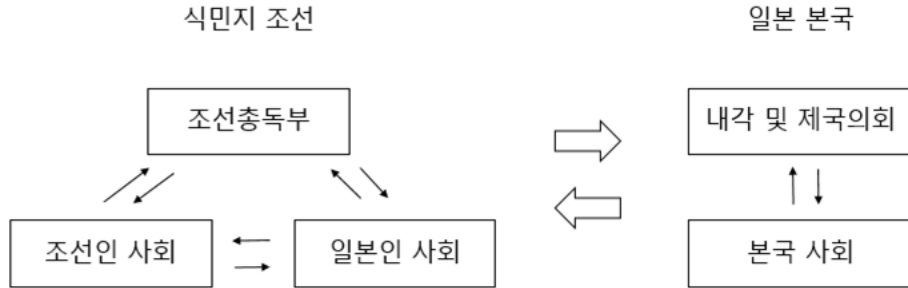 식민지 조선
일본 본국
조선총독부
내각 및 제국의회
조선인 사회
일본인 사회
본국 사회